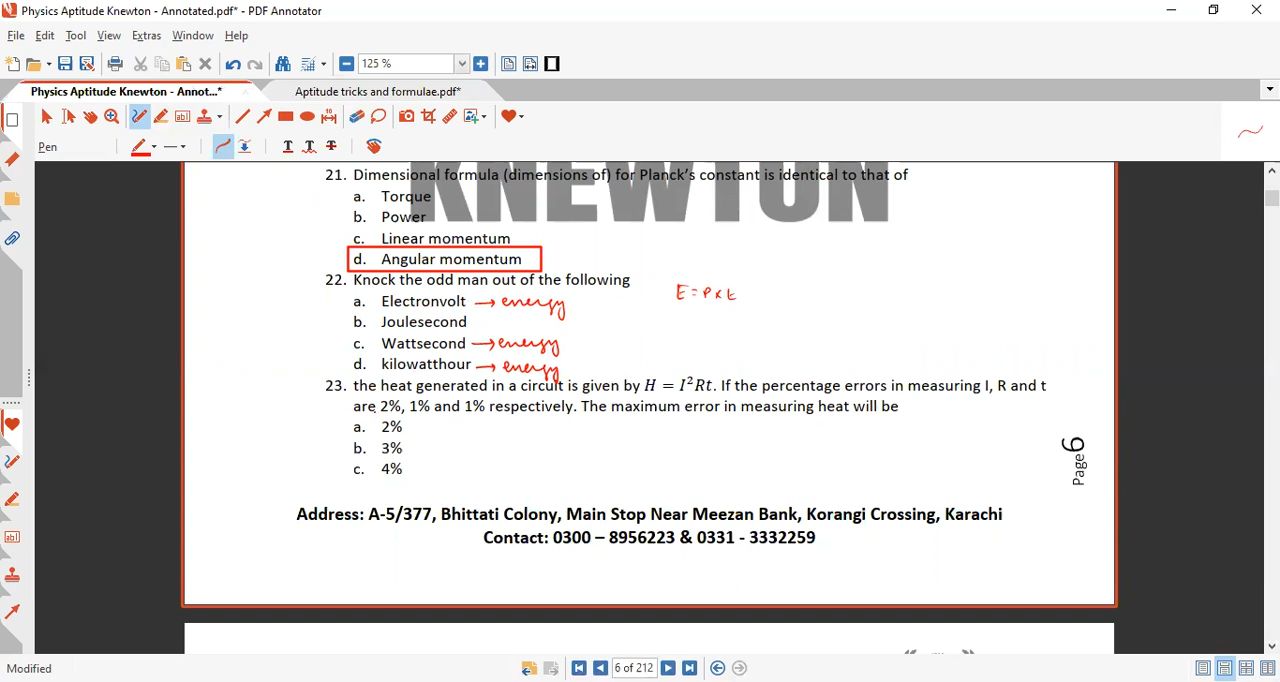 Physics Aptitude Knewton - Annotated.pdf* - PDF Annotator
File Edit Tool View Extras Window Help
125 %
Physics Aptitude Knewton - Annot...* Aptitude tricks and formulae.pdf*
Pen
KNEWTON
21. Dimensional formula (dimensions of) for Planck's constant is identical to that of
a. Torque
b. Power
c. Linear momentum
d. Angular momentum
22. Knock the odd man out of the following
E = P x t
a. Electronvolt → energy
b. Joulesecond
c. Wattsecond → energy
d. kilowatthour → energy
23. the heat generated in a circuit is given by H = I²Rt. If the percentage errors in measuring I, R and t
are 2%, 1% and 1% respectively. The maximum error in measuring heat will be
a. 2%
b. 3%
c. 4%
Page 6
Address: A-5/377, Bhittati Colony, Main Stop Near Meezan Bank, Korangi Crossing, Karachi
Contact: 0300 – 8956223 & 0331 - 3332259
Modified
6 of 212